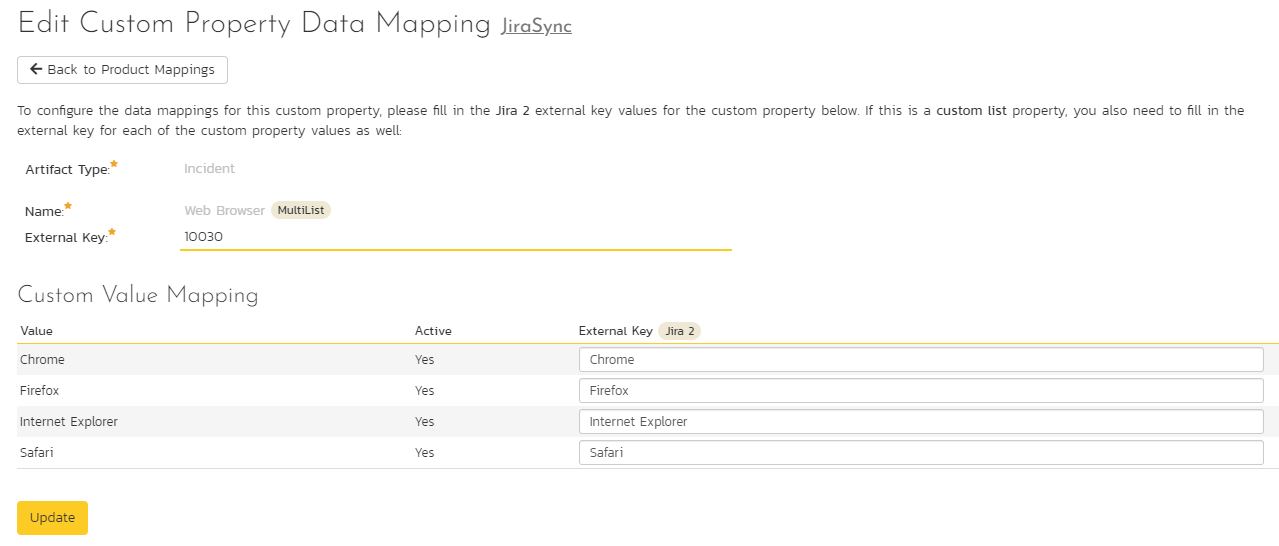 Edit Custom Property Data Mapping JiraSync
← Back to Product Mappings
To configure the data mappings for this custom property, please fill in the Jira 2 external key values for the custom property below. If this is a custom list property, you also need to fill in the
external key for each of the custom property values as well:
Artifact Type:★ Incident
Name:★ Web Browser MultiList
External Key:★ 10030
Custom Value Mapping
Value Active External Key Jira 2
Chrome Yes Chrome
Firefox Yes Firefox
Internet Explorer Yes Internet Explorer
Safari Yes Safari
Update